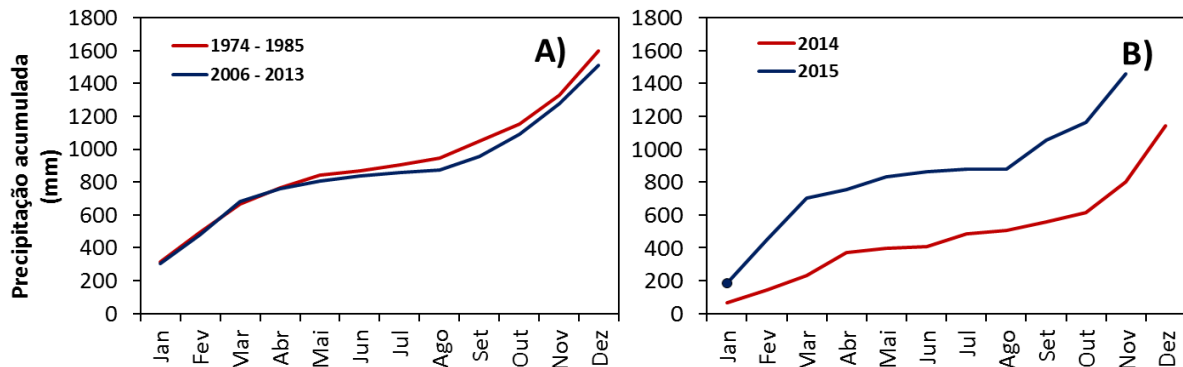 Precipitação acumulada
(mm)
1800
1600
1400
1200
1000
800
600
400
200
0
1974 - 1985
2006 - 2013
A)
Jan
Fev
Mar
Abr
Mai
Jun
Jul
Ago
Set
Out
Nov
Dez
1800
1600
1400
1200
1000
800
600
400
200
0
2014
2015
B)
Jan
Fev
Mar
Abr
Mai
Jun
Jul
Ago
Set
Out
Nov
Dez